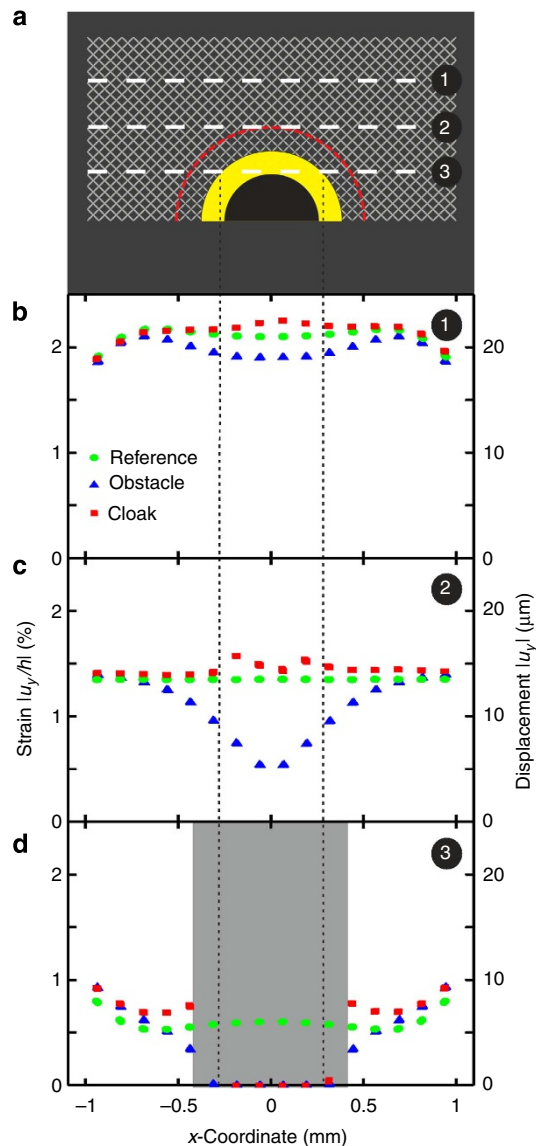 a
1
2
3
b
1
2
20
1
10
Reference
Obstacle
Cloak
0
0
c
2
2
20
1
10
0
0
Strain |uy/h| (%)
Displacement |uy| (μm)
d
3
2
20
1
10
0
0
−1
−0.5
0
0.5
1
x-Coordinate (mm)